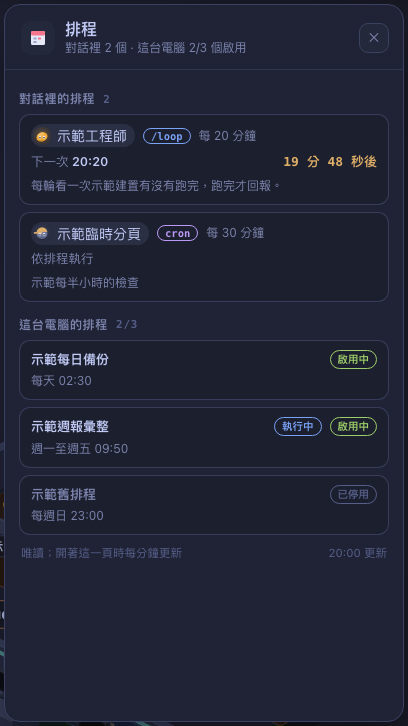 排程
對話裡 2 個 · 這台電腦 2/3 個啟用
對話裡的排程 2
示範工程師 /loop 每 20 分鐘
下一次 20:20 19 分 48 秒後
每輪看一次示範建置有沒有跑完，跑完才回報。
示範臨時分頁 cron 每 30 分鐘
依排程執行
示範每半小時的檢查
這台電腦的排程 2/3
示範每日備份 啟用中
每天 02:30
示範週報彙整 執行中 啟用中
週一至週五 09:50
示範舊排程 已停用
每週日 23:00
唯讀；開著這一頁時每分鐘更新 20:00 更新